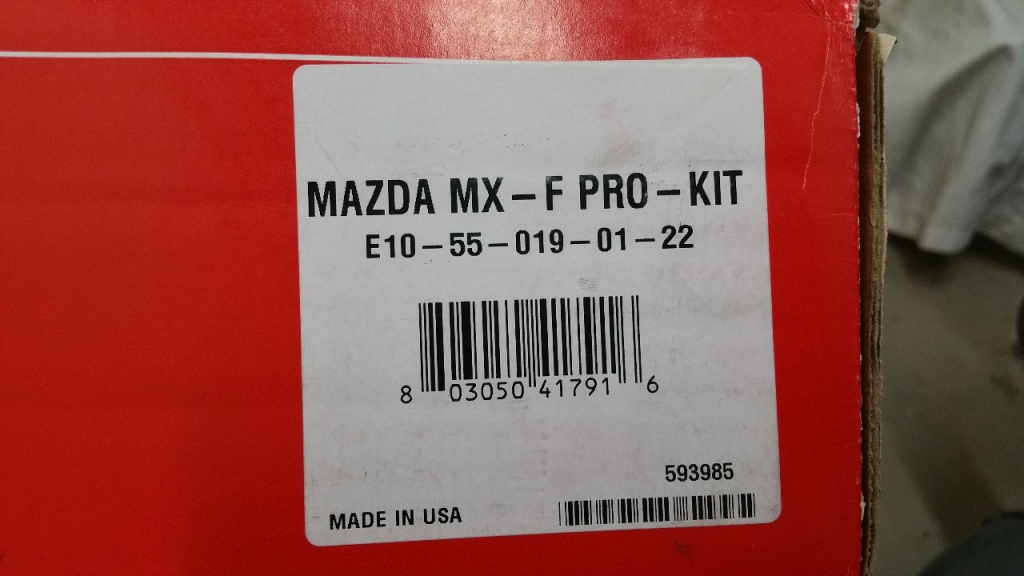 MAZDA MX-F PRO-KIT
E10-55-019-01-22
8 03050 41791 6
593985
MADE IN USA